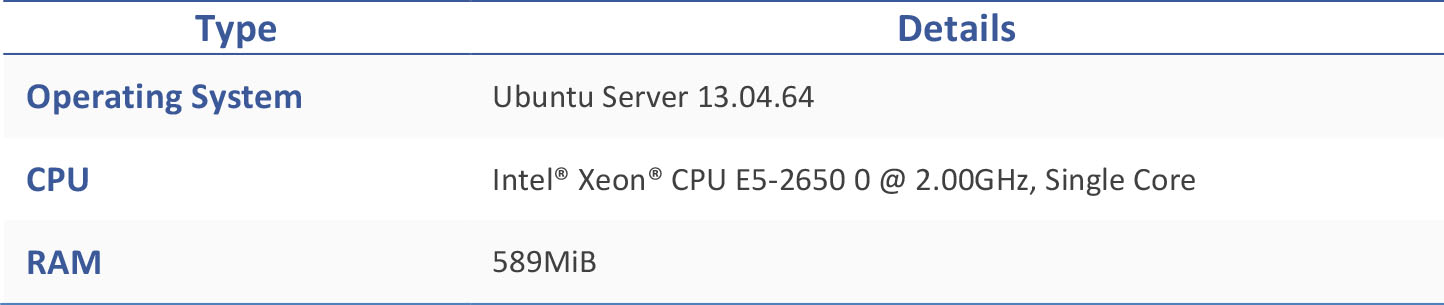 Type Details
Operating System Ubuntu Server 13.04.64
CPU Intel® Xeon® CPU E5-2650 0 @ 2.00GHz, Single Core
RAM 589MiB